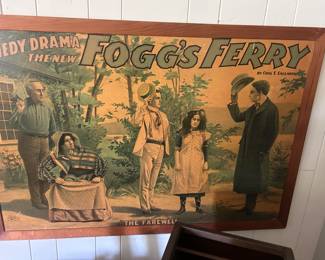 EDY DRAMA
THE NEW FOGG'S FERRY
BY CHAS. E. CALLAHAN
THE FAREWELL